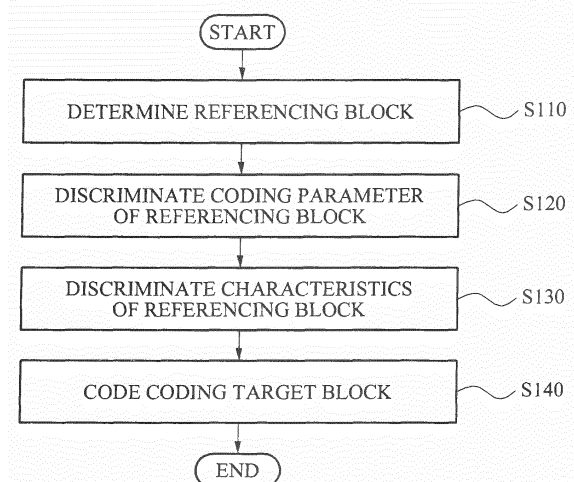 START
DETERMINE REFERENCING BLOCK
S110
DISCRIMINATE CODING PARAMETER
OF REFERENCING BLOCK
S120
DISCRIMINATE CHARACTERISTICS
OF REFERENCING BLOCK
S130
CODE CODING TARGET BLOCK
S140
END